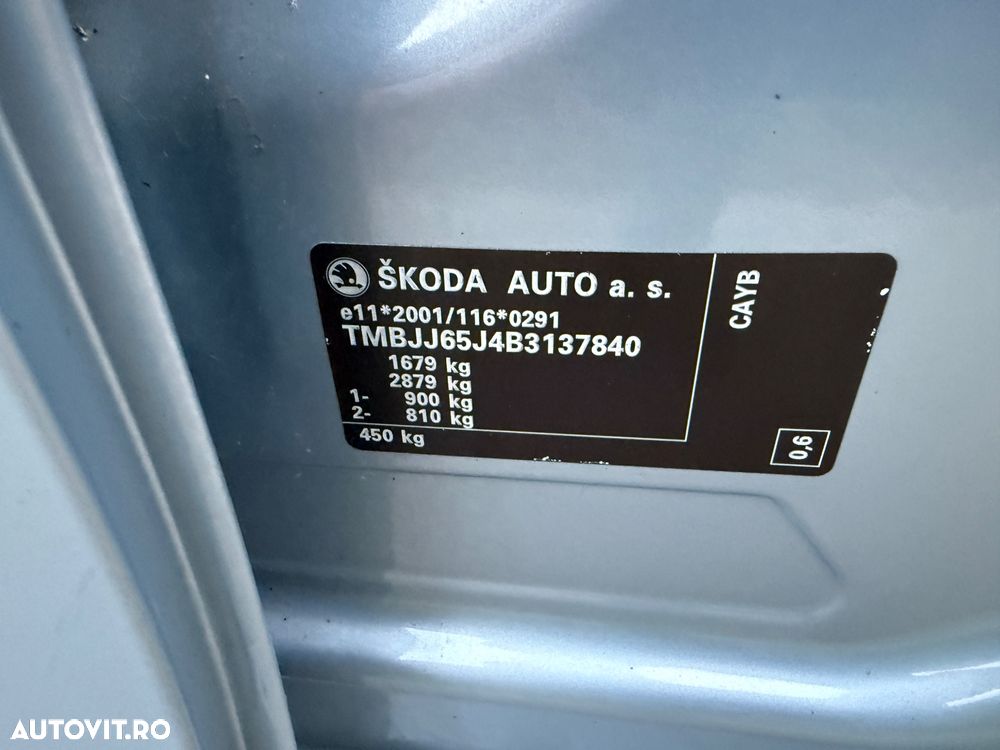 ŠKODA AUTO a. s.
e11*2001/116*0291
TMBJJ65J4B3137840
1679 kg
2879 kg
1- 900 kg
2- 810 kg
450 kg
CAYB
0,6
AUTOVIT.RO